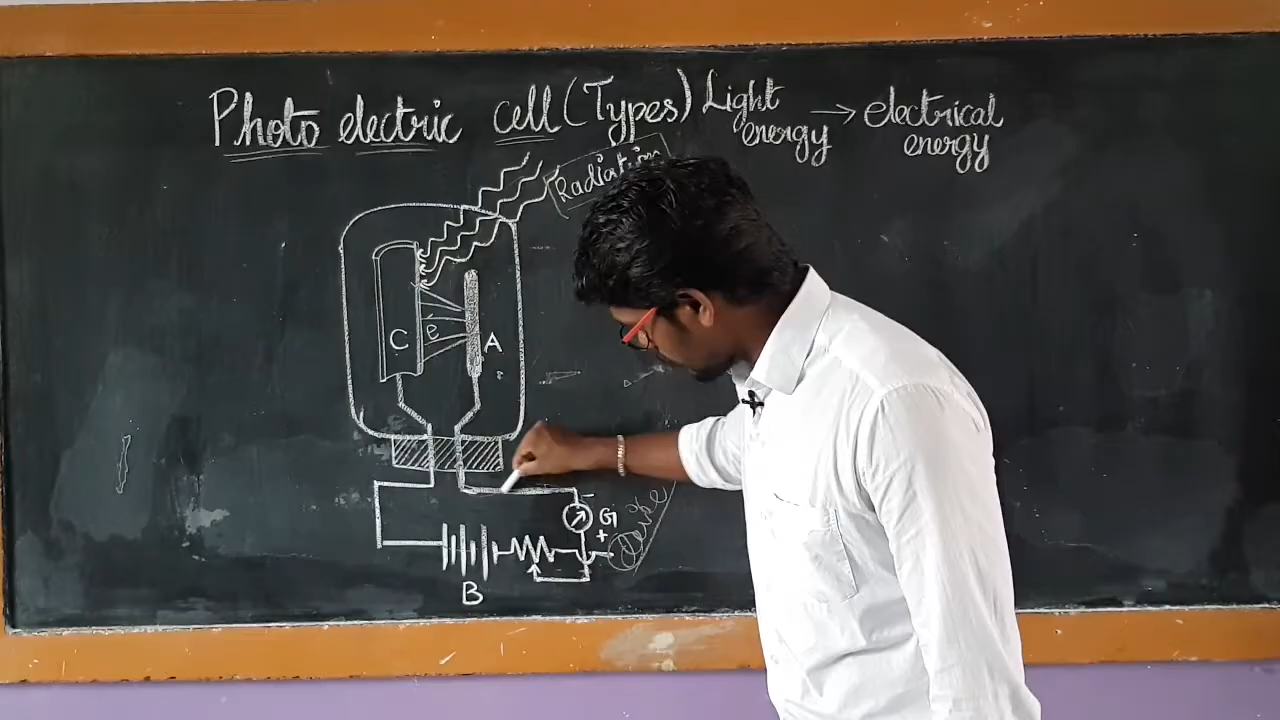 Photo electric cell (Types) Light energy → electrical energy
Radiation
C
e
A
G
+
B